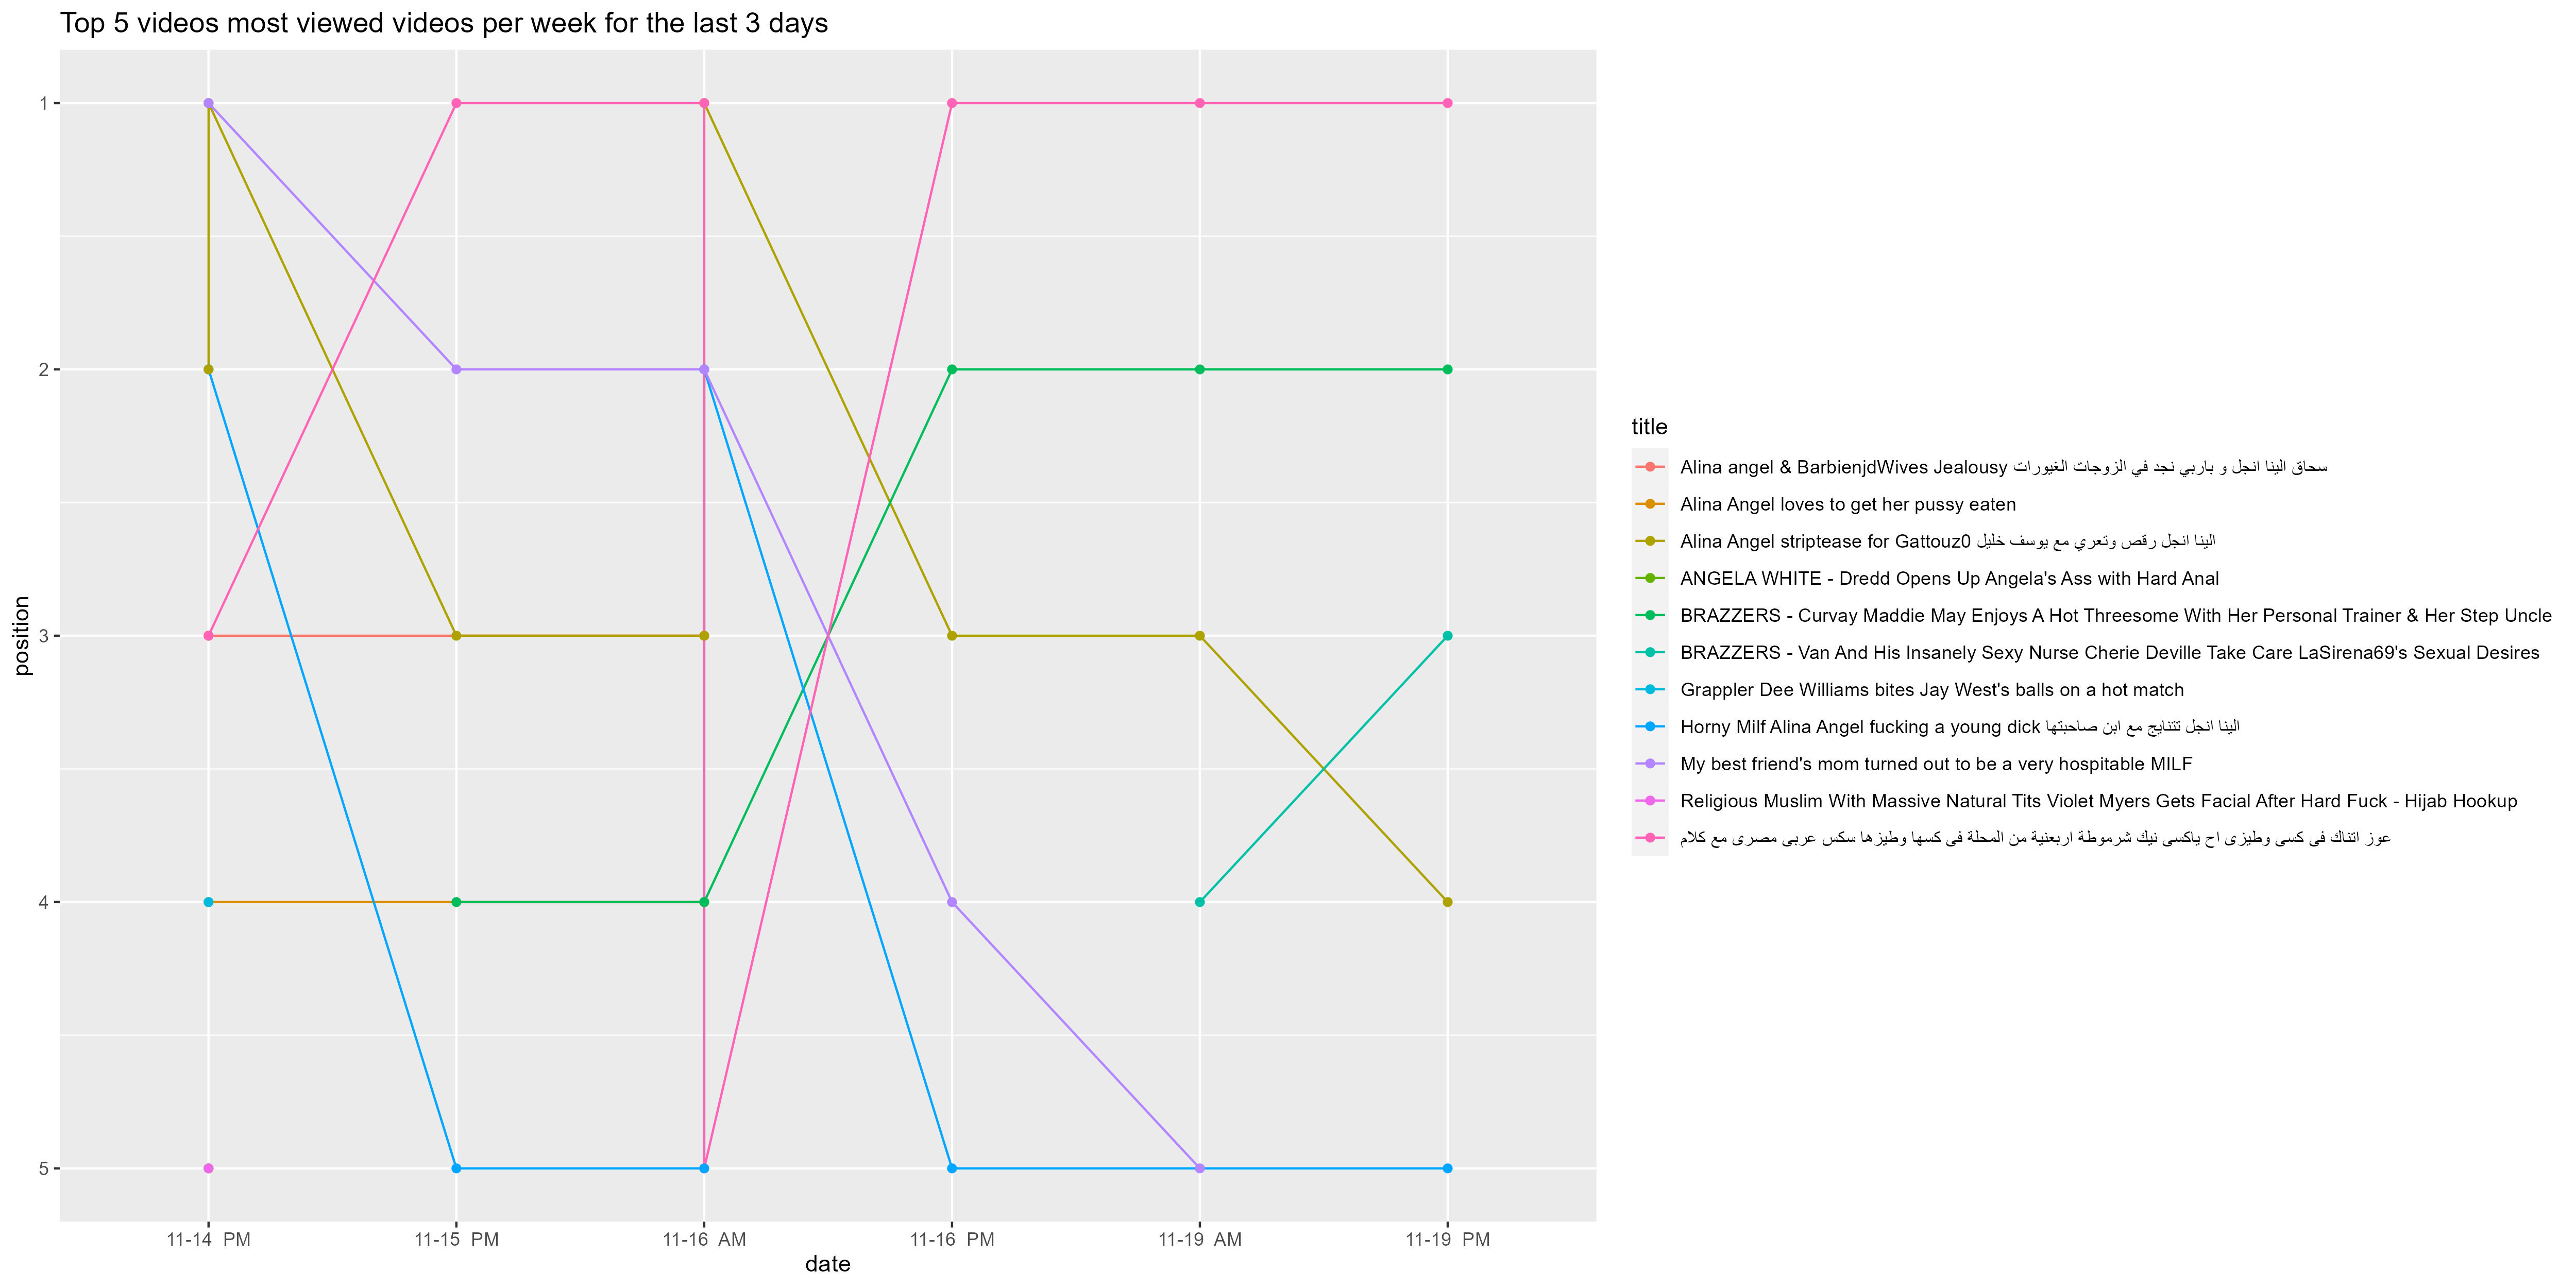 Top 5 videos most viewed videos per week for the last 3 days
position
1
2
3
4
5
11-14 PM
11-15 PM
11-16 AM
11-16 PM
11-19 AM
11-19 PM
date
title
Alina angel & BarbienjdWives Jealousy سحاق الينا انجل و باربي نجد في الزوجات الغيورات
Alina Angel loves to get her pussy eaten
Alina Angel striptease for Gattouz0 الينا انجل رقص وتعري مع يوسف خليل
ANGELA WHITE - Dredd Opens Up Angela's Ass with Hard Anal
BRAZZERS - Curvay Maddie May Enjoys A Hot Threesome With Her Personal Trainer & Her Step Uncle
BRAZZERS - Van And His Insanely Sexy Nurse Cherie Deville Take Care LaSirena69's Sexual Desires
Grappler Dee Williams bites Jay West's balls on a hot match
Horny Milf Alina Angel fucking a young dick الينا انجل تتنايج مع ابن صاحبتها
My best friend's mom turned out to be a very hospitable MILF
Religious Muslim With Massive Natural Tits Violet Myers Gets Facial After Hard Fuck - Hijab Hookup
عوز اتناك فى كسى وطيزى اح ياكسى نيك شرموطة اربعنية من المحلة فى كسها وطيزها سكس عربى مصرى مع كلام